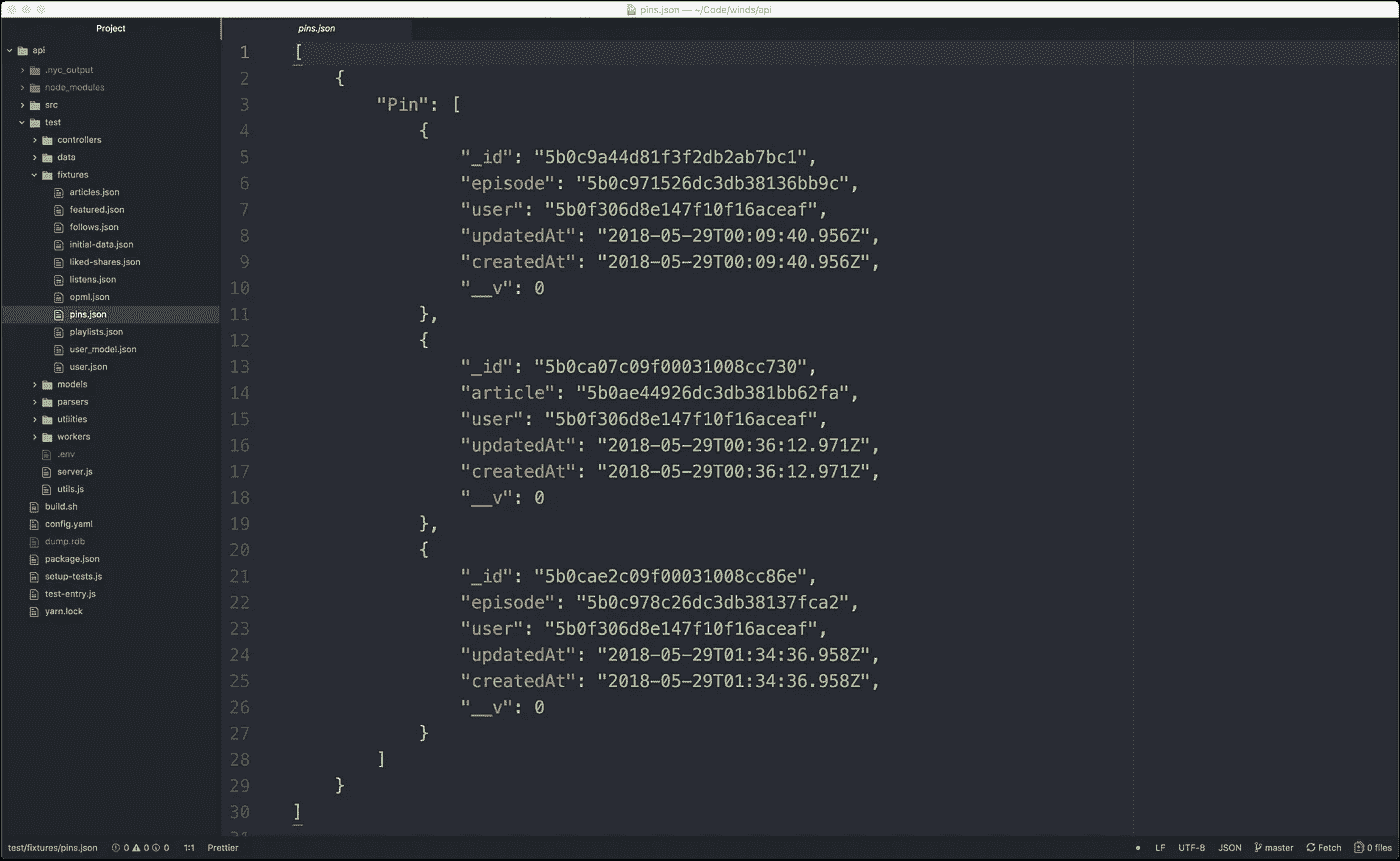 pins.json — ~/Code/winds/api
Project
api
.nyc_output
node_modules
src
test
controllers
data
fixtures
articles.json
featured.json
follows.json
initial-data.json
liked-shares.json
listens.json
opml.json
pins.json
playlists.json
user_model.json
user.json
models
parsers
utilities
workers
.env
server.js
utils.js
build.sh
config.yaml
dump.rdb
package.json
setup-tests.js
test-entry.js
yarn.lock
pins.json
1 [
2 {
3 "Pin": [
4 {
5 "_id": "5b0c9a44d81f3f2db2ab7bc1",
6 "episode": "5b0c971526dc3db38136bb9c",
7 "user": "5b0f306d8e147f10f16aceaf",
8 "updatedAt": "2018-05-29T00:09:40.956Z",
9 "createdAt": "2018-05-29T00:09:40.956Z",
10 "__v": 0
11 },
12 {
13 "_id": "5b0ca07c09f00031008cc730",
14 "article": "5b0ae44926dc3db381bb62fa",
15 "user": "5b0f306d8e147f10f16aceaf",
16 "updatedAt": "2018-05-29T00:36:12.971Z",
17 "createdAt": "2018-05-29T00:36:12.971Z",
18 "__v": 0
19 },
20 {
21 "_id": "5b0cae2c09f00031008cc86e",
22 "episode": "5b0c978c26dc3db38137fca2",
23 "user": "5b0f306d8e147f10f16aceaf",
24 "updatedAt": "2018-05-29T01:34:36.958Z",
25 "createdAt": "2018-05-29T01:34:36.958Z",
26 "__v": 0
27 }
28 ]
29 }
30 ]
31
test/fixtures/pins.json 0 0 0 1:1 Prettier LF UTF-8 JSON master Fetch 0 files